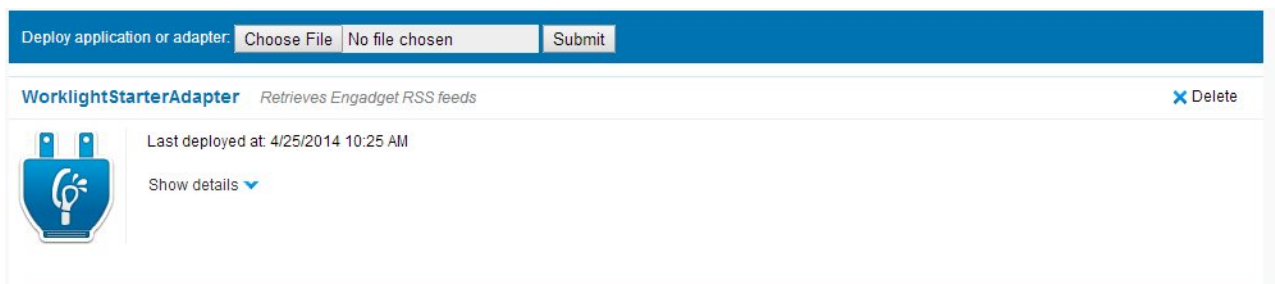 Deploy application or adapter: Choose File No file chosen Submit
WorklightStarterAdapter Retrieves Engadget RSS feeds Delete
Last deployed at: 4/25/2014 10:25 AM
Show details